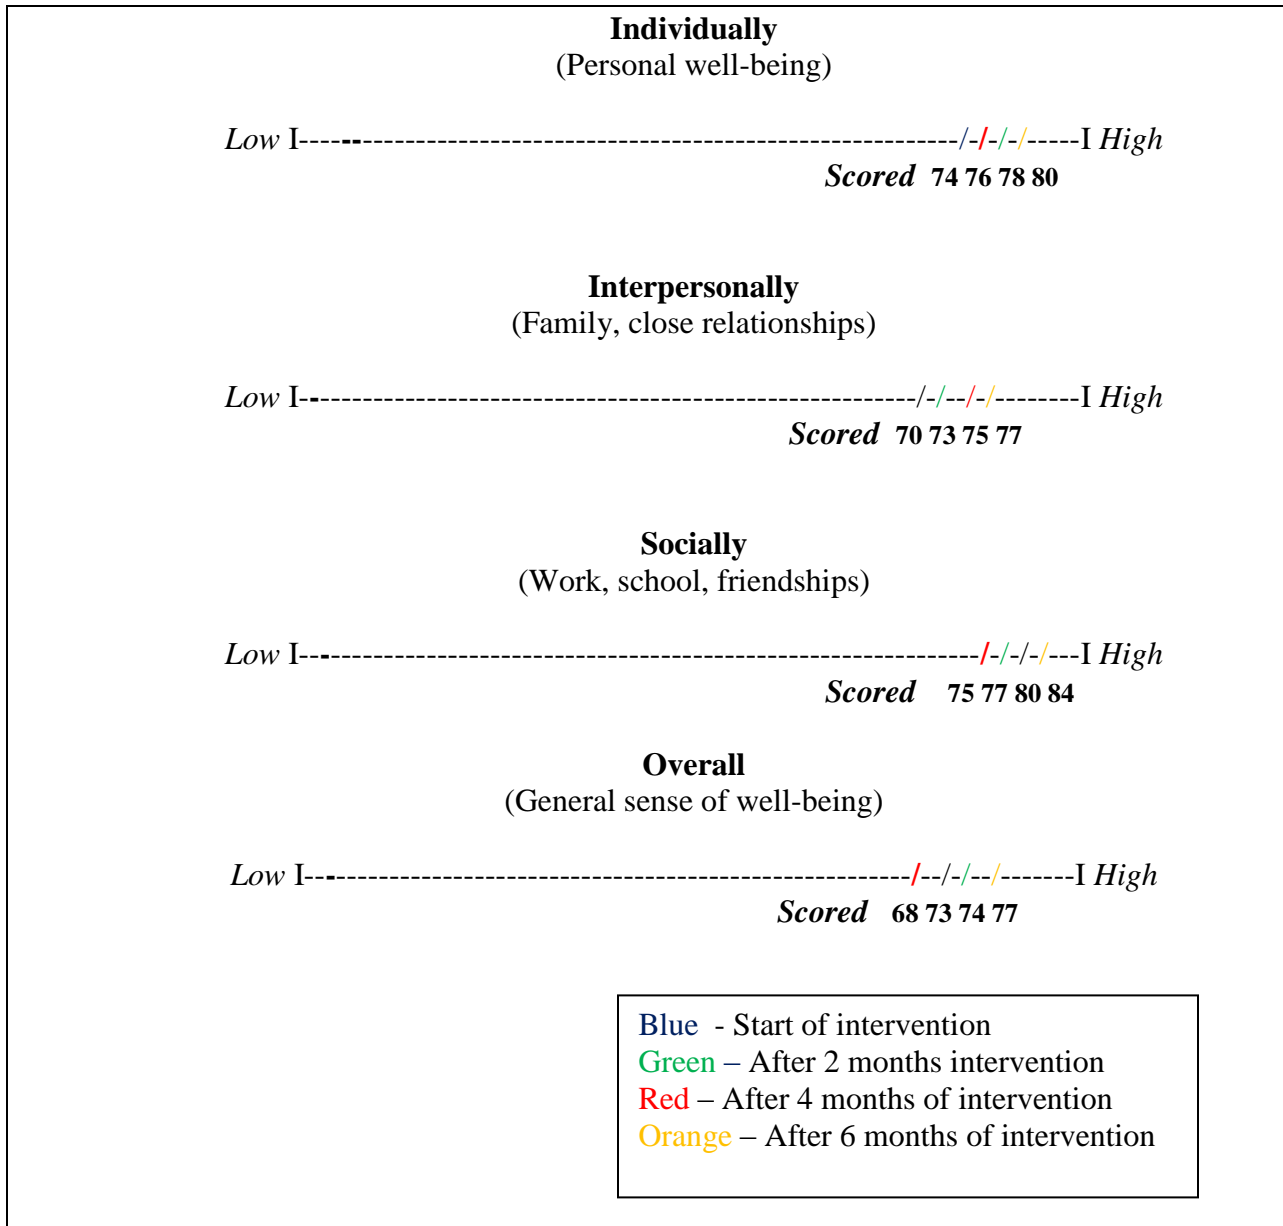 Individually
(Personal well-being)
Low I----------------------------------------------------------------/-/-/-/-----I High
Scored 74 76 78 80
Interpersonally
(Family, close relationships)
Low I-----------------------------------------------------------/-/--/-/--------I High
Scored 70 73 75 77
Socially
(Work, school, friendships)
Low I-----------------------------------------------------------------/-/-/-/---I High
Scored 75 77 80 84
Overall
(General sense of well-being)
Low I----------------------------------------------------------/--/-/--/-------I High
Scored 68 73 74 77
Blue - Start of intervention
Green – After 2 months intervention
Red – After 4 months of intervention
Orange – After 6 months of intervention